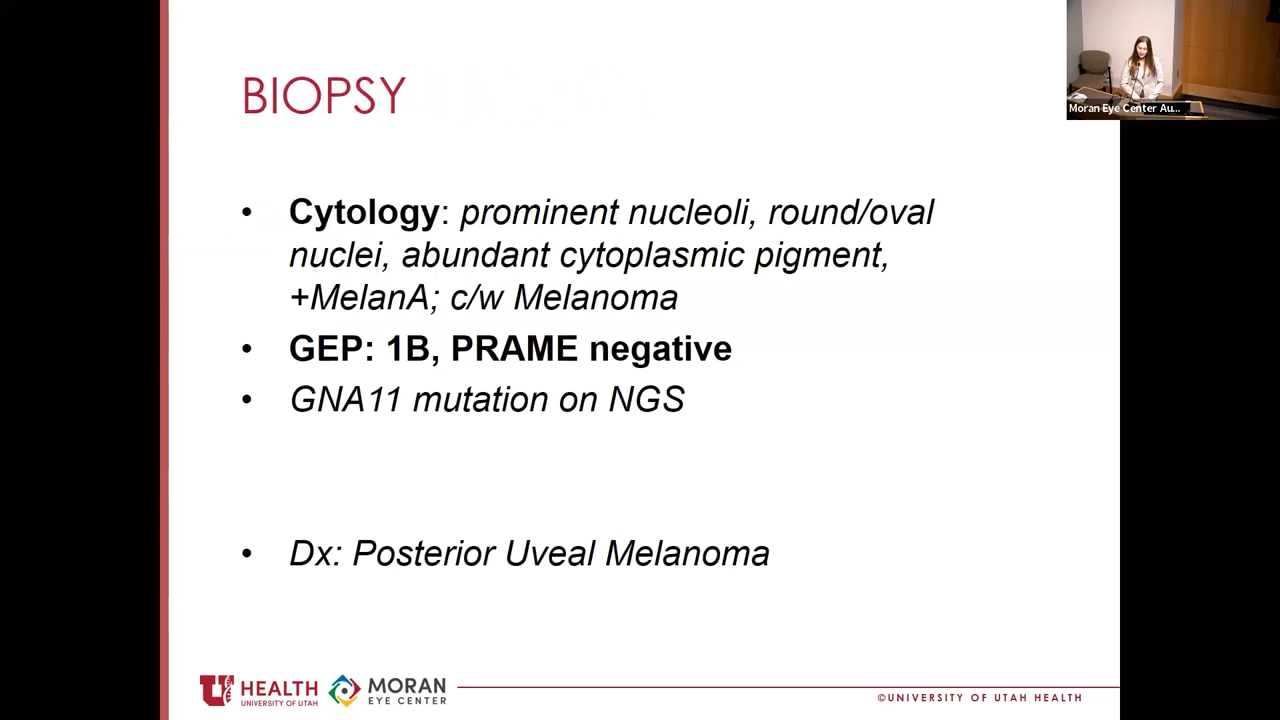 BIOPSY
Moran Eye Center Au...
• Cytology: prominent nucleoli, round/oval
nuclei, abundant cytoplasmic pigment,
+MelanA; c/w Melanoma
• GEP: 1B, PRAME negative
• GNA11 mutation on NGS
• Dx: Posterior Uveal Melanoma
U HEALTH
UNIVERSITY OF UTAH
MORAN
EYE CENTER
©UNIVERSITY OF UTAH HEALTH